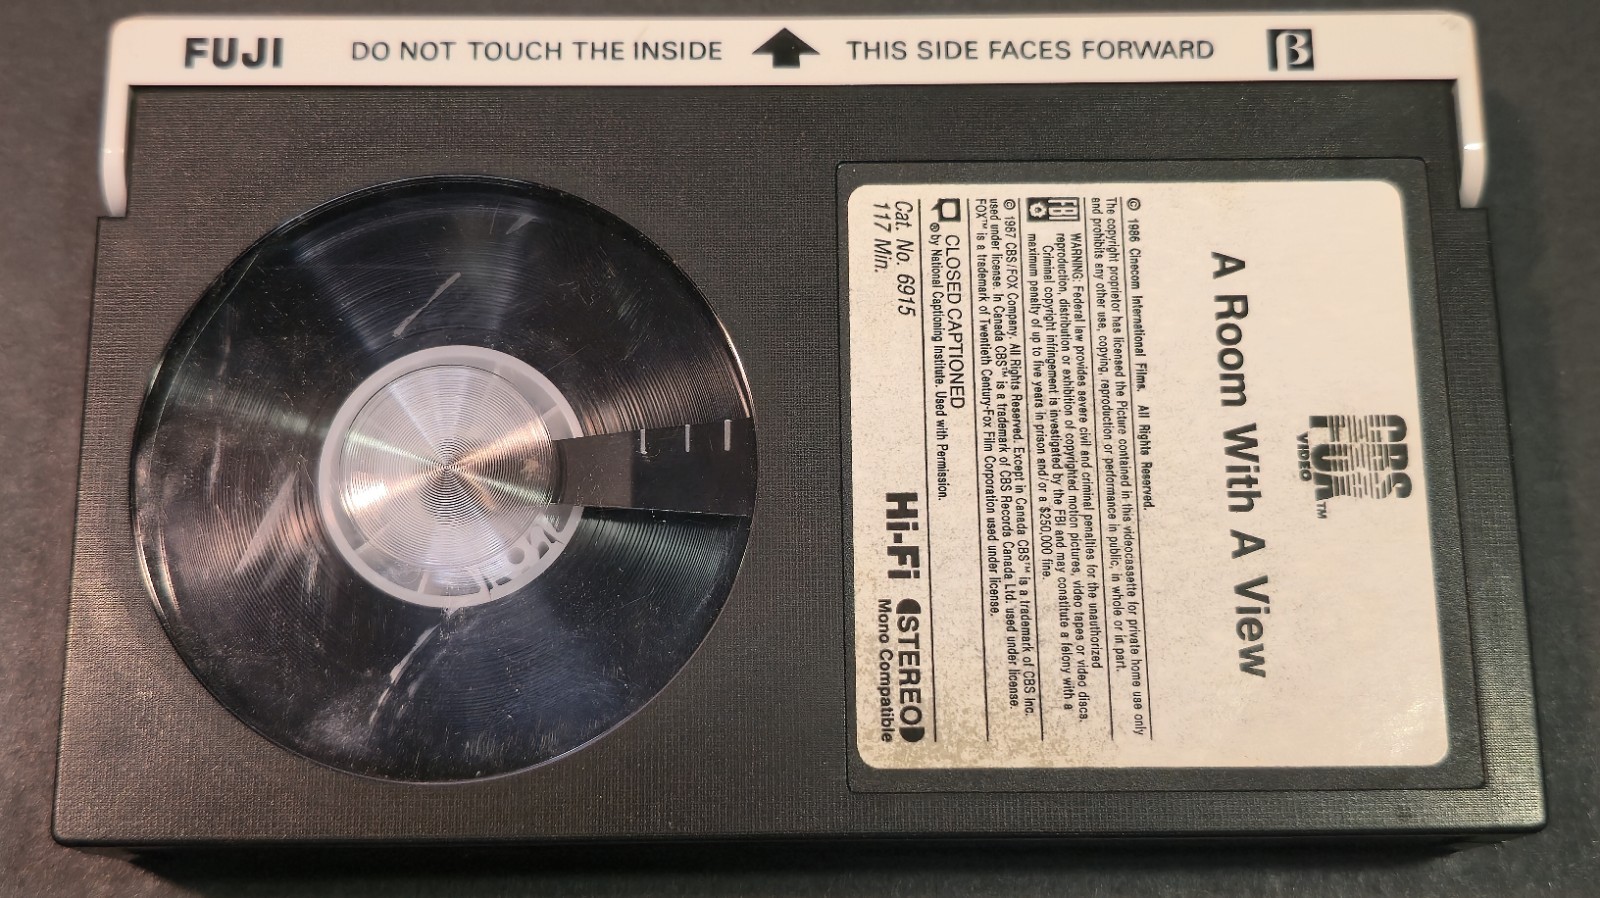 FUJI DO NOT TOUCH THE INSIDE THIS SIDE FACES FORWARD β
CBS
FOX™
VIDEO
A Room With A View
© 1986 Cinecom International Films. All Rights Reserved.
The copyright proprietor has licensed the Picture contained in this videocassette for private home use only
and prohibits any other use, copying, reproduction or performance in public, in whole or in part.
FBI
WARNING: Federal law provides severe civil and criminal penalties for the unauthorized
reproduction, distribution or exhibition of copyrighted motion pictures, video tapes or video discs.
Criminal copyright infringement is investigated by the FBI and may constitute a felony with a
maximum penalty of up to five years in prison and/or a $250,000 fine.
© 1987 CBS/FOX Company. All Rights Reserved. Except in Canada CBS™ is a trademark of CBS Inc.
used under license. In Canada CBS™ is a trademark of CBS Records Canada Ltd. used under license.
FOX™ is a trademark of Twentieth Century-Fox Film Corporation used under license.
CLOSED CAPTIONED
® by National Captioning Institute. Used with Permission.
Cat. No. 6915
117 Min.
Hi-Fi STEREO
Mono Compatible